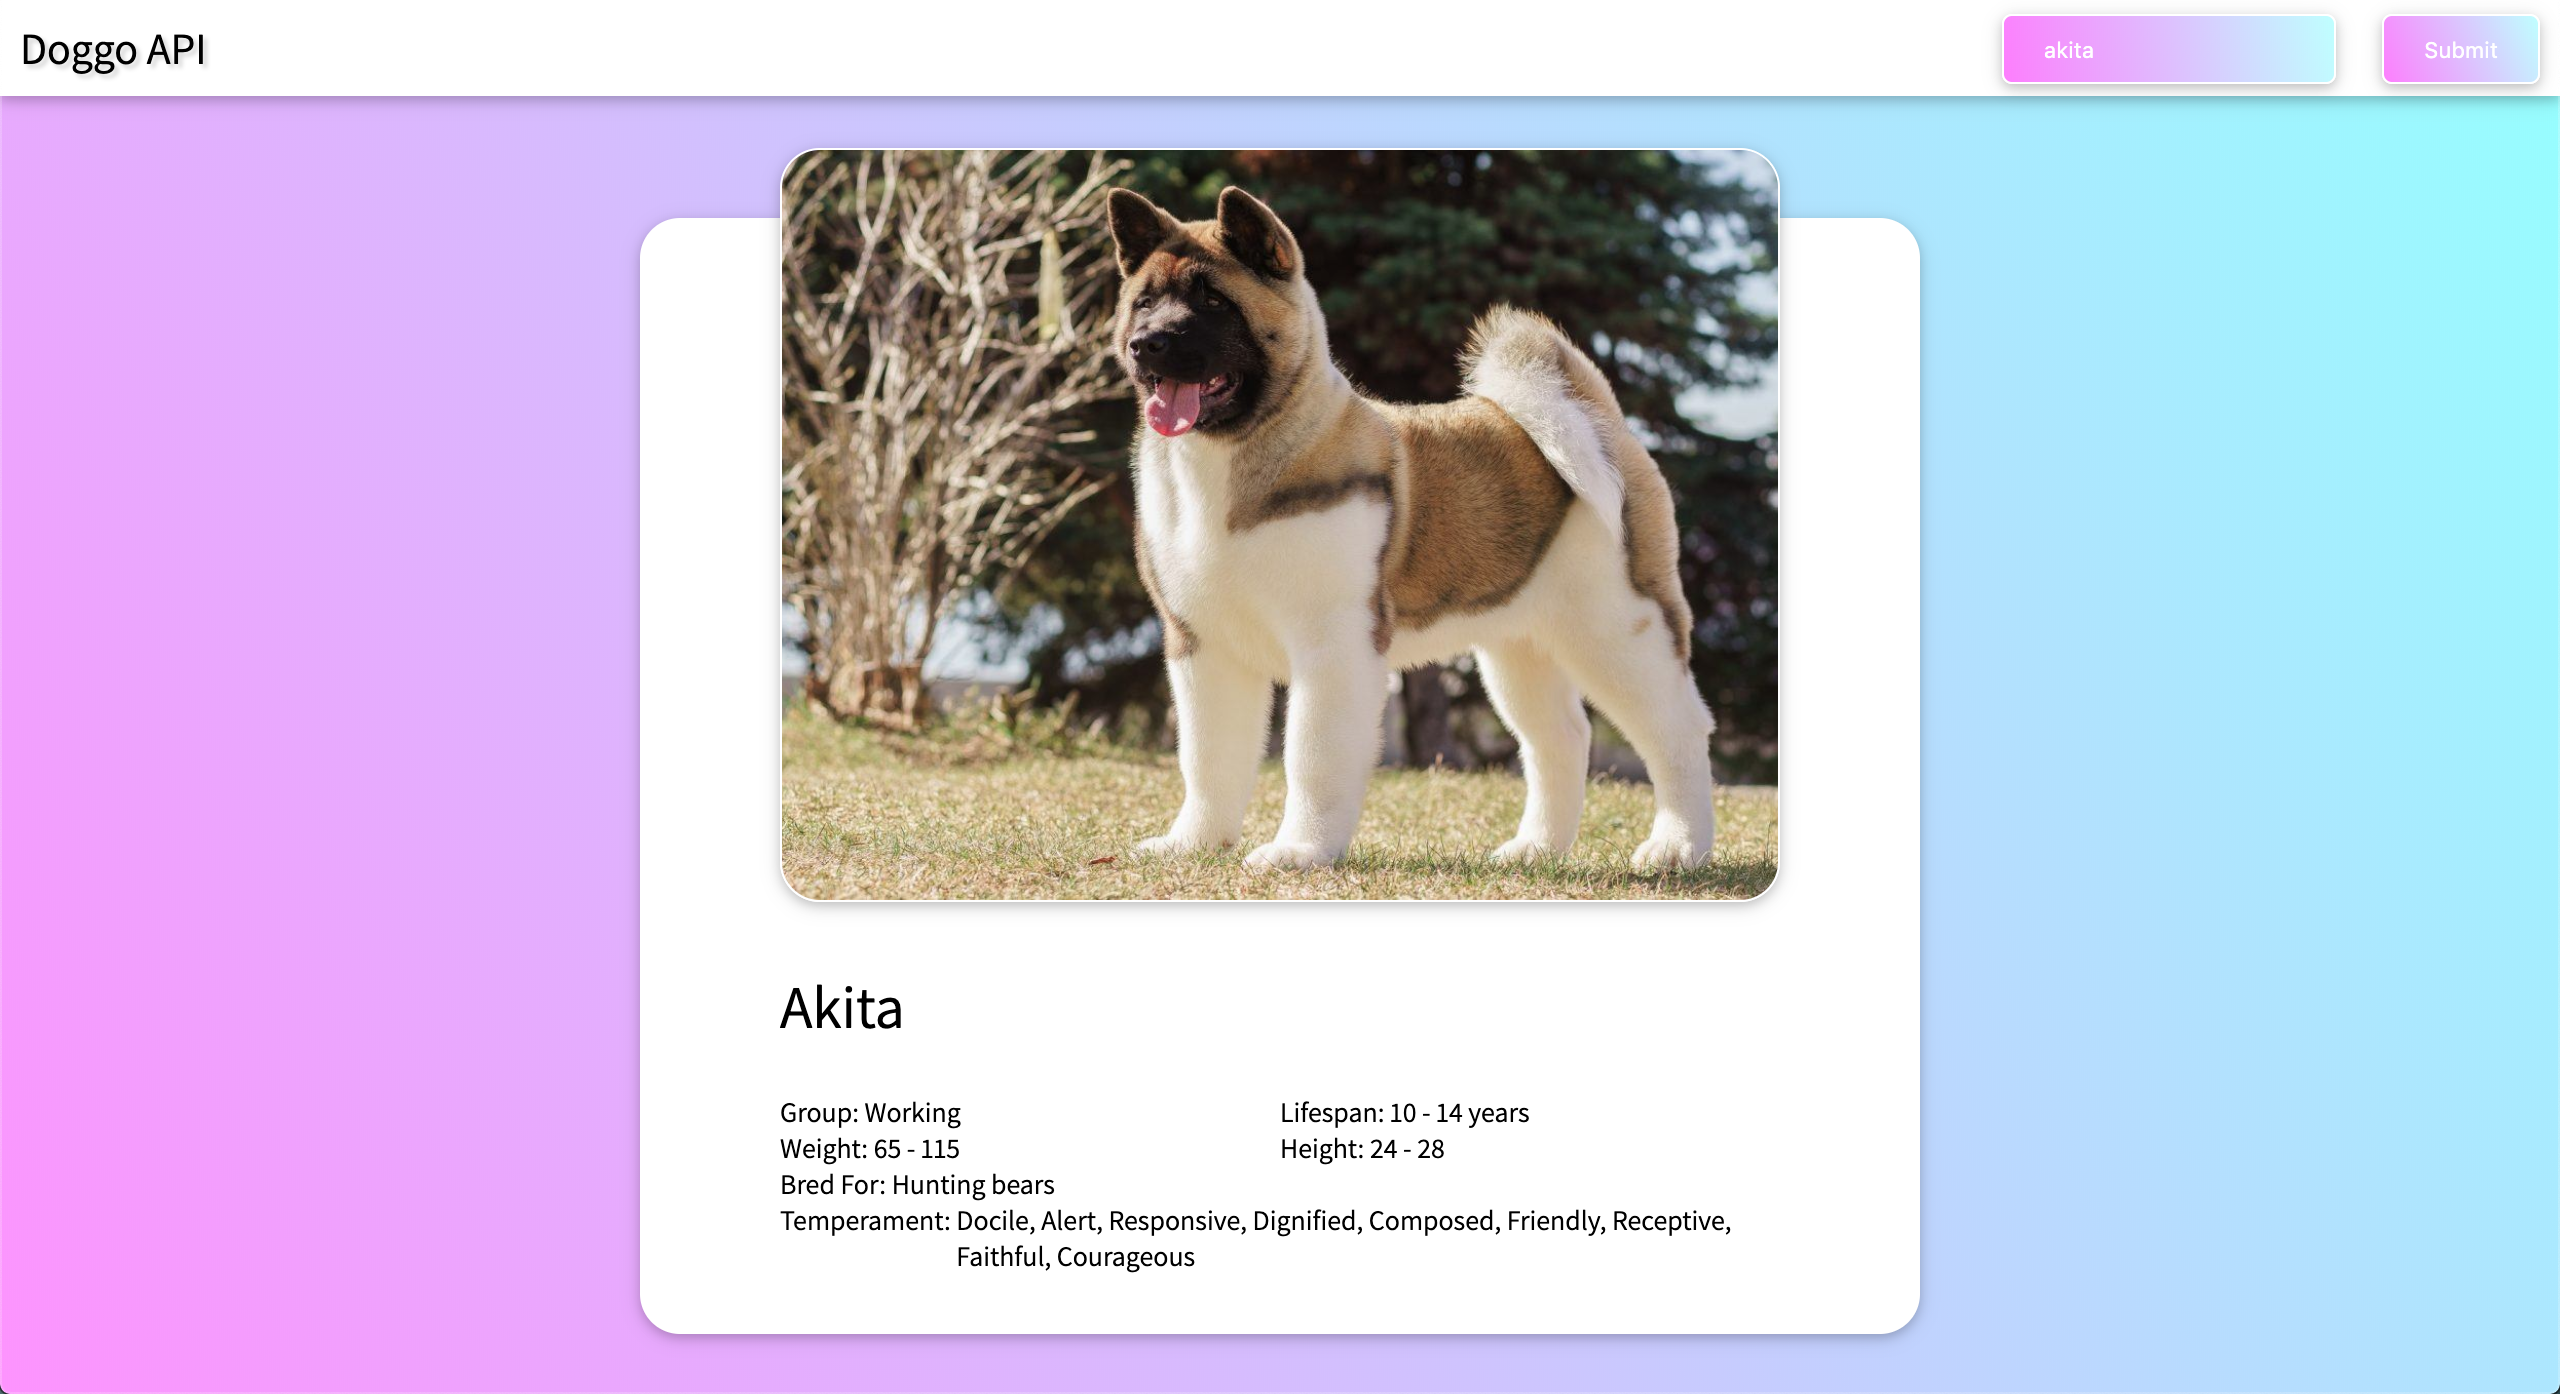 Doggo API
akita
Submit
Akita
Group: Working
Lifespan: 10 - 14 years
Weight: 65 - 115
Height: 24 - 28
Bred For: Hunting bears
Temperament: Docile, Alert, Responsive, Dignified, Composed, Friendly, Receptive,
Faithful, Courageous